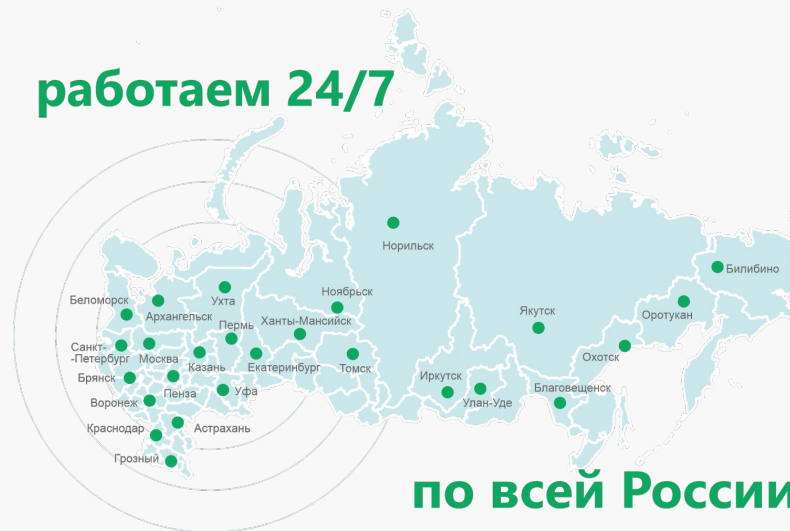 работаем 24/7
Норильск
Билибино
Ноябрьск
Беломорск
Ухта
Оротукан
Архангельск
Якутск
Ханты-Мансийск
Пермь
Санкт-
-Петербург
Москва
Охотск
Казань
Екатеринбург
Томск
Иркутск
Брянск
Благовещенск
Пенза
Уфа
Улан-Удэ
Воронеж
Краснодар
Астрахань
Грозный
по всей России